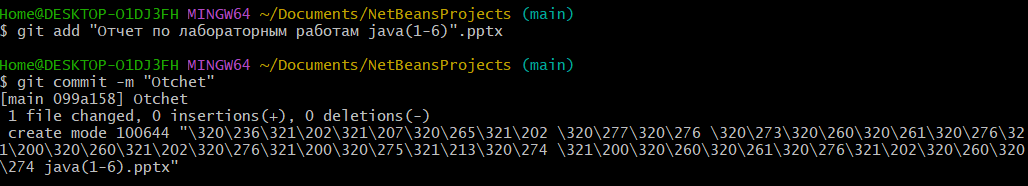 Home@DESKTOP-O1DJ3FH MINGW64 ~/Documents/NetBeansProjects (main)
$ git add "Отчет по лабораторным работам java(1-6)".pptx
Home@DESKTOP-O1DJ3FH MINGW64 ~/Documents/NetBeansProjects (main)
$ git commit -m "Otchet"
[main 099a158] Otchet
 1 file changed, 0 insertions(+), 0 deletions(-)
 create mode 100644 "\320\236\321\202\321\207\320\265\321\202 \320\277\320\276 \320\273\320\260\320\261\320\276\32
1\200\320\260\321\202\320\276\321\200\320\275\321\213\320\274 \321\200\320\260\320\261\320\276\321\202\320\260\320
\274 java(1-6).pptx"